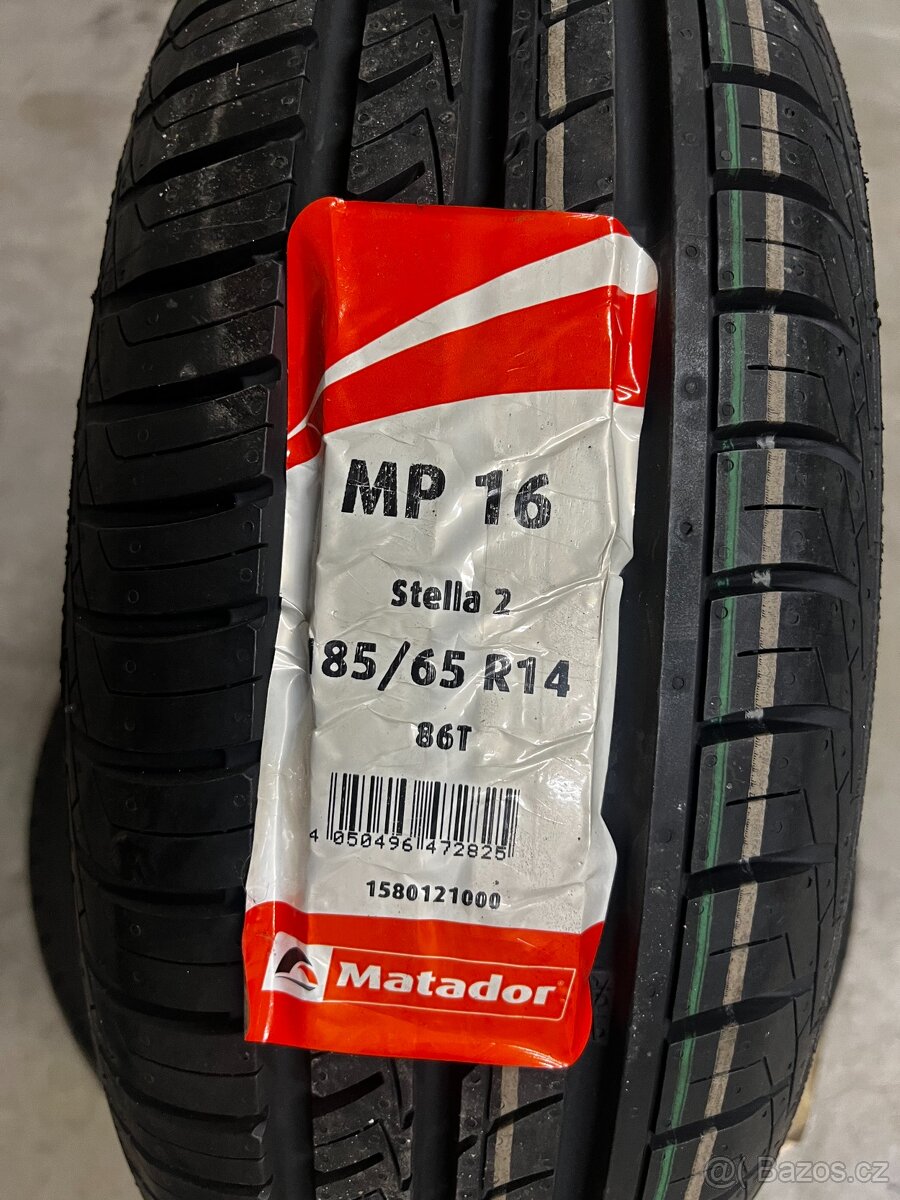 MP 16
Stella 2
185/65 R14
86T
4 050496 472825
1580121000
Matador
Bazos.cz